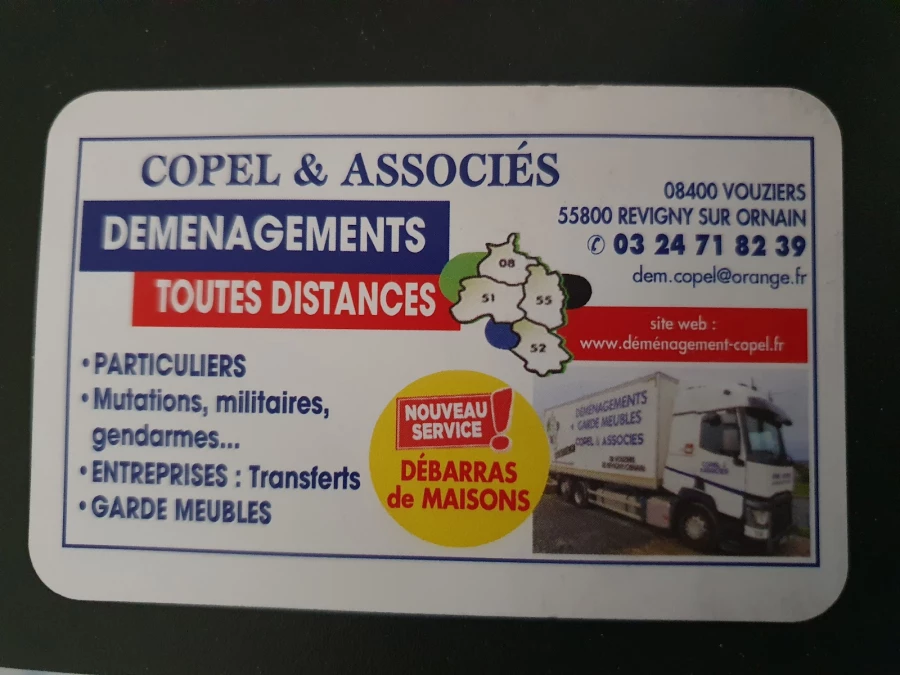 COPEL & ASSOCIÉS
DEMENAGEMENTS
TOUTES DISTANCES
08400 VOUZIERS
55800 REVIGNY SUR ORNAIN
✆ 03 24 71 82 39
dem.copel@orange.fr
08
51
55
52
site web :
www.déménagement-copel.fr
• PARTICULIERS
• Mutations, militaires,
gendarmes...
• ENTREPRISES : Transferts
• GARDE MEUBLES
NOUVEAU
SERVICE !
DÉBARRAS
de MAISONS
DEMENAGEMENTS
GARDE MEUBLES
COPEL & ASSOCIES